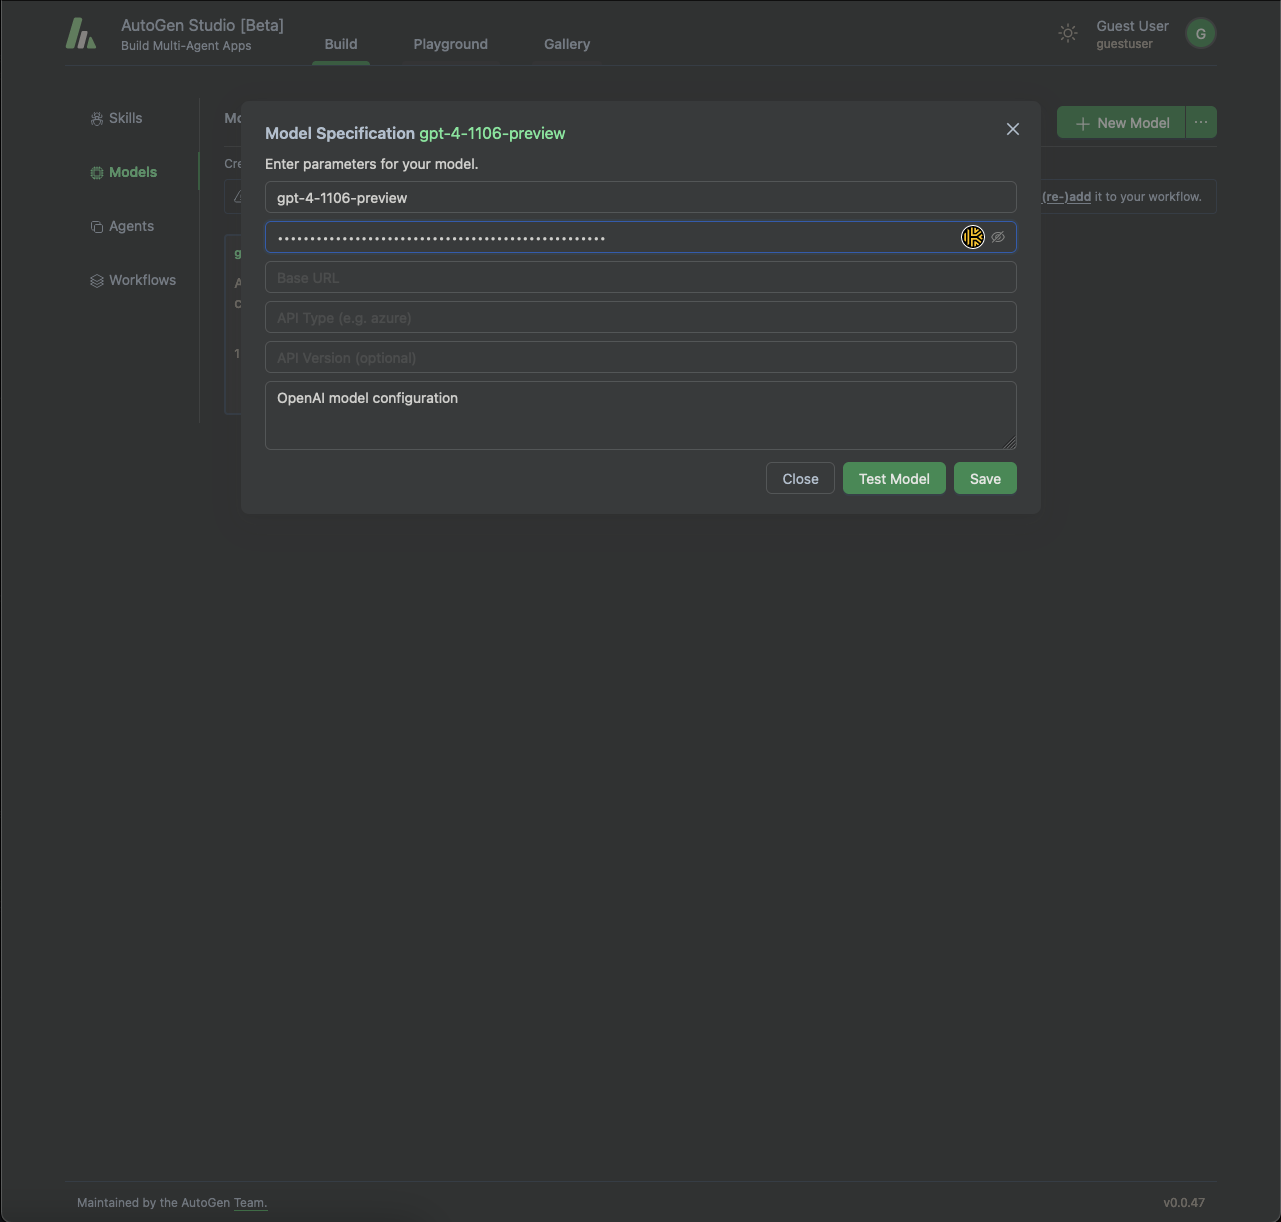 AutoGen Studio [Beta]
Build Multi-Agent Apps
Build
Playground
Gallery
Guest User
guestuser
G
Skills
Models
Agents
Workflows
New Model
(re-)add it to your workflow.
Model Specification gpt-4-1106-preview
Enter parameters for your model.
gpt-4-1106-preview
Base URL
API Type (e.g. azure)
API Version (optional)
OpenAI model configuration
Close
Test Model
Save
Maintained by the AutoGen Team.
v0.0.47